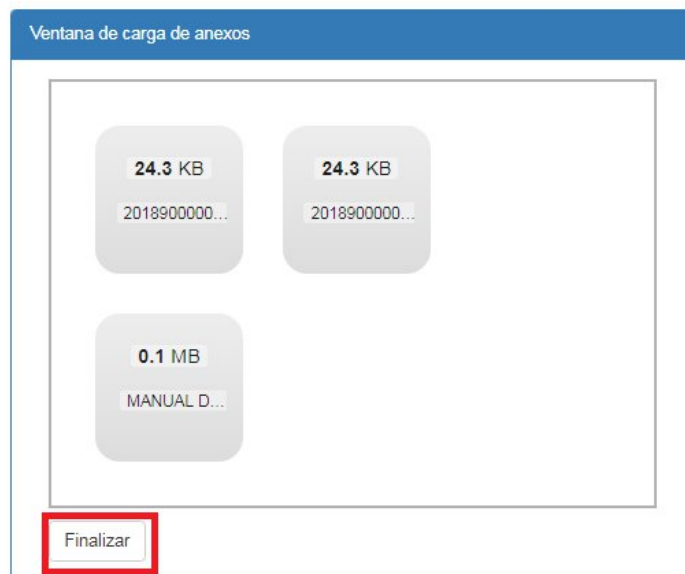 Ventana de carga de anexos
24.3 KB
24.3 KB
2018900000...
2018900000...
0.1 MB
MANUAL D...
Finalizar